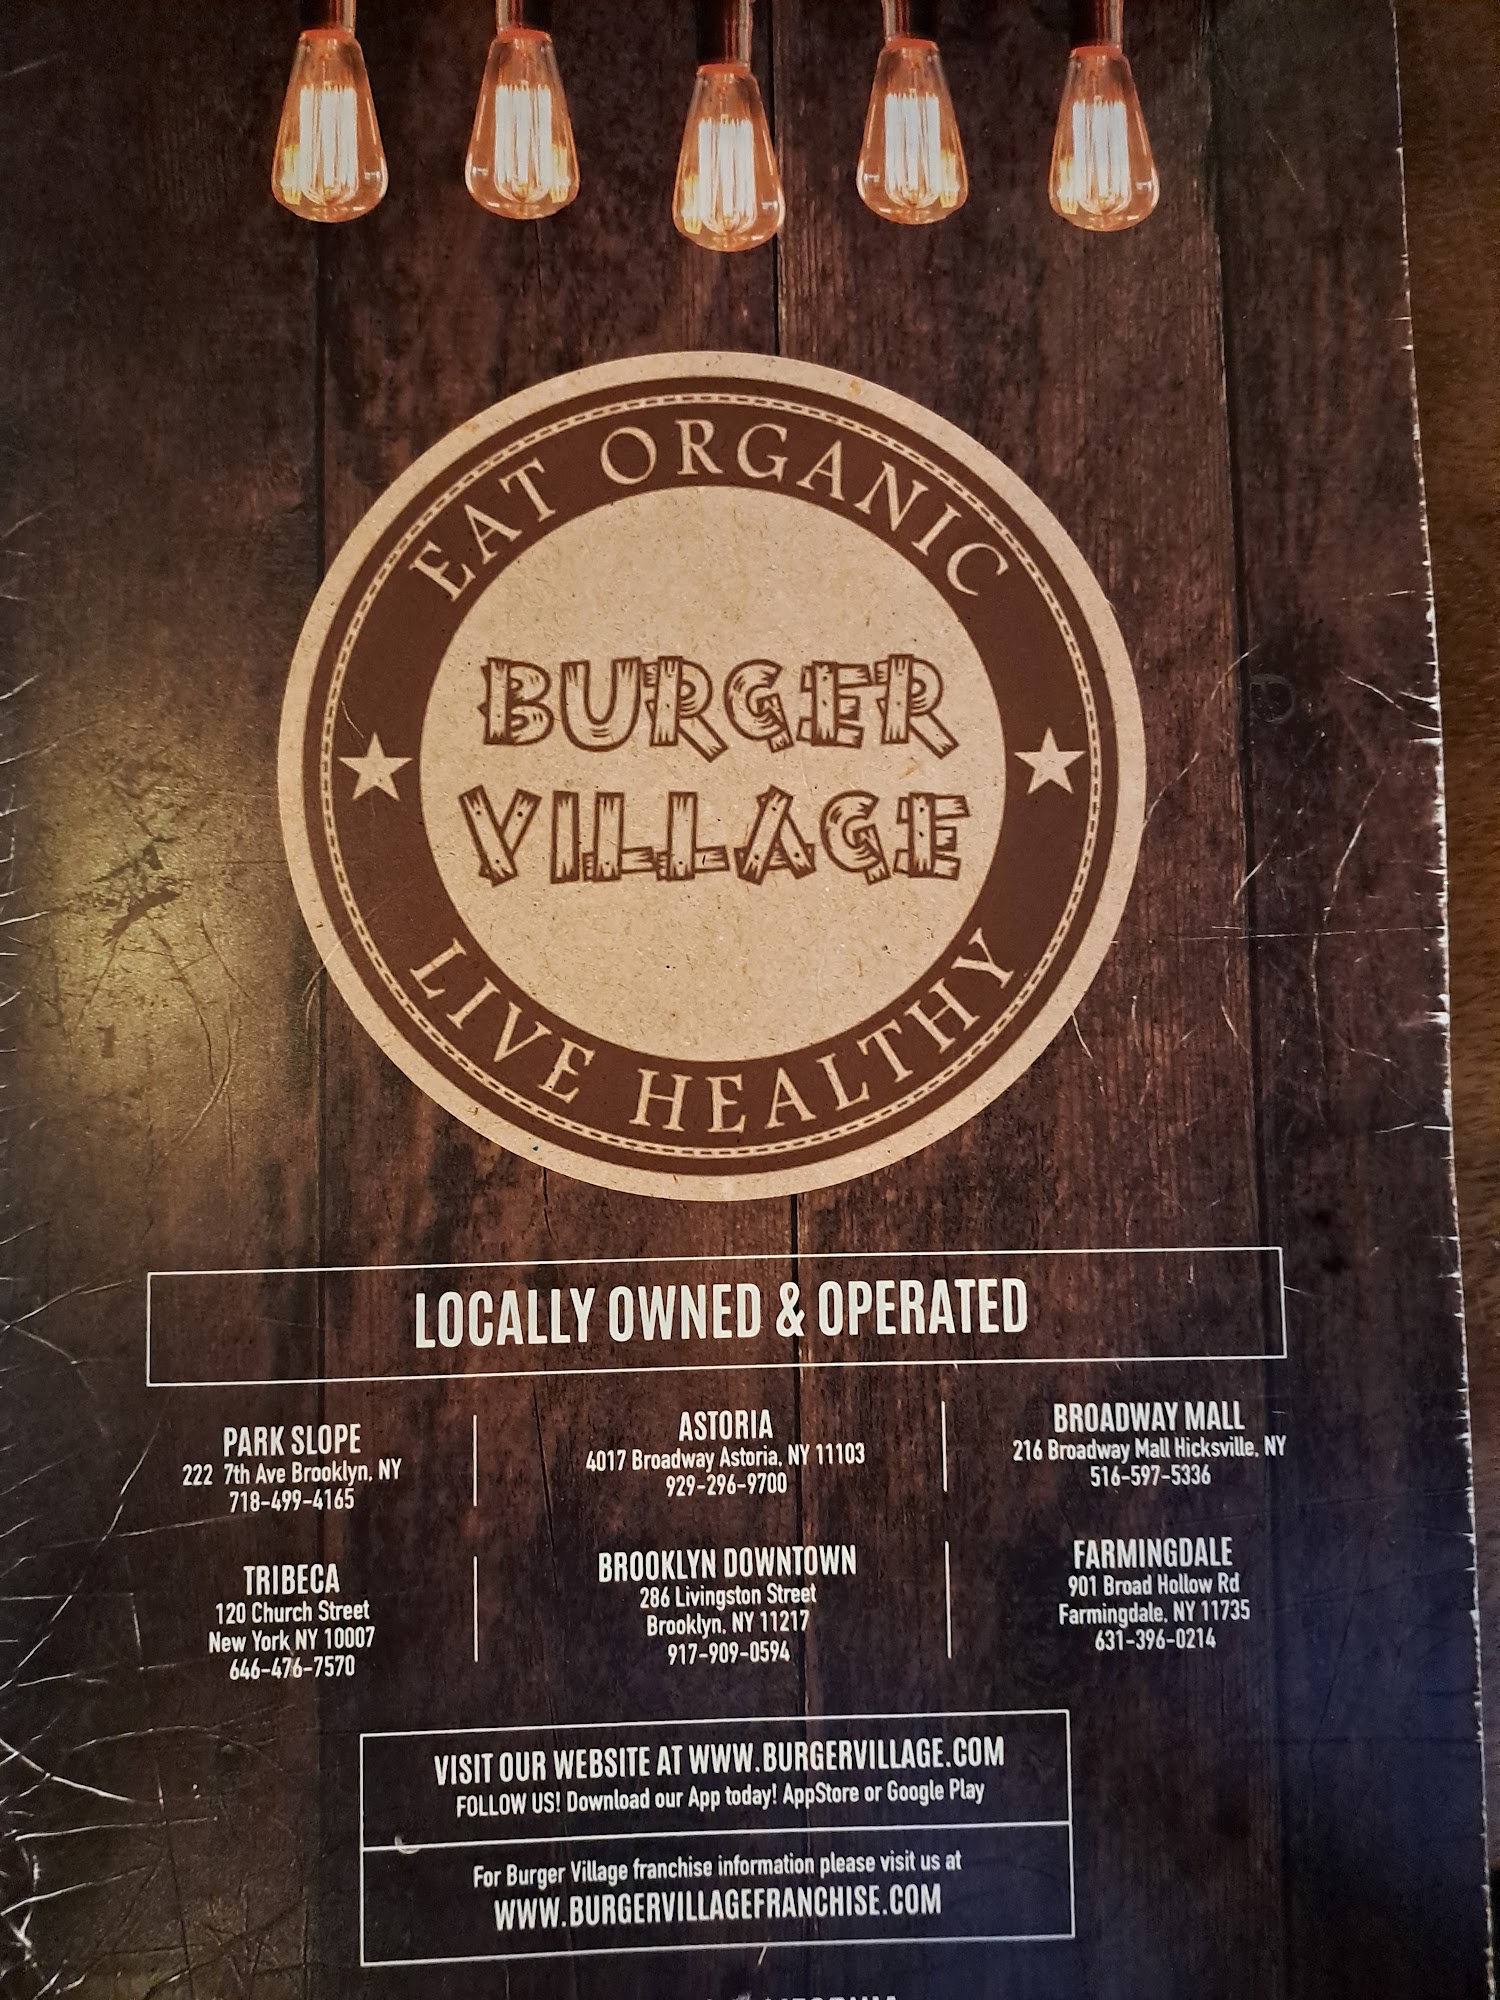 EAT ORGANIC
BURGER
VILLAGE
LIVE HEALTHY
LOCALLY OWNED & OPERATED
PARK SLOPE
222 7th Ave Brooklyn, NY
718-499-4165
ASTORIA
4017 Broadway Astoria, NY 11103
929-296-9700
BROADWAY MALL
216 Broadway Mall Hicksville, NY
516-597-5336
TRIBECA
120 Church Street
New York NY 10007
646-476-7570
BROOKLYN DOWNTOWN
286 Livingston Street
Brooklyn, NY 11217
917-909-0594
FARMINGDALE
901 Broad Hollow Rd
Farmingdale, NY 11735
631-396-0214
VISIT OUR WEBSITE AT WWW.BURGERVILLAGE.COM
FOLLOW US! Download our App today! AppStore or Google Play
For Burger Village franchise information please visit us at
WWW.BURGERVILLAGEFRANCHISE.COM